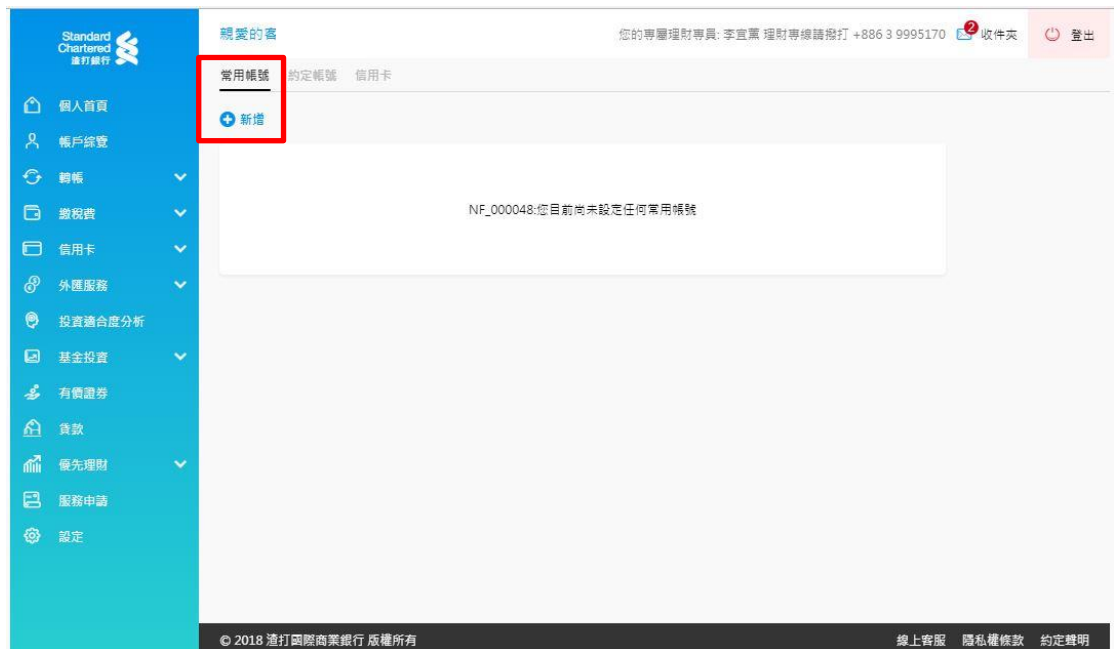 Standard
Chartered
渣打銀行
親愛的客
您的專屬理財專員: 李宜薰 理財專線請撥打 +886 3 9995170
2
收件夾
登出
常用帳號
約定帳號
信用卡
新增
個人首頁
帳戶綜覽
轉帳
繳稅費
信用卡
外匯服務
投資適合度分析
基金投資
有價證券
貸款
優先理財
服務申請
設定
NF_000048:您目前尚未設定任何常用帳號
© 2018 渣打國際商業銀行 版權所有
線上客服
隱私權條款
約定聲明